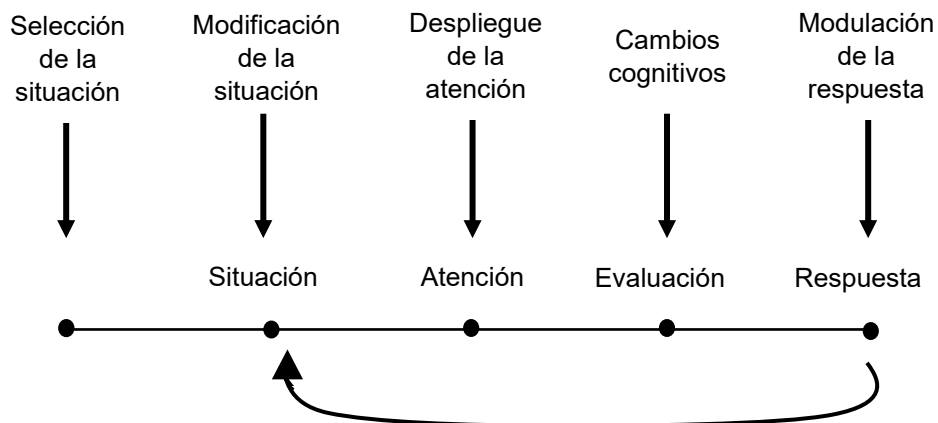 Selección
de la
situación
Modificación
de la
situación
Despliegue
de la
atención
Cambios
cognitivos
Modulación
de la
respuesta
Situación
Atención
Evaluación
Respuesta